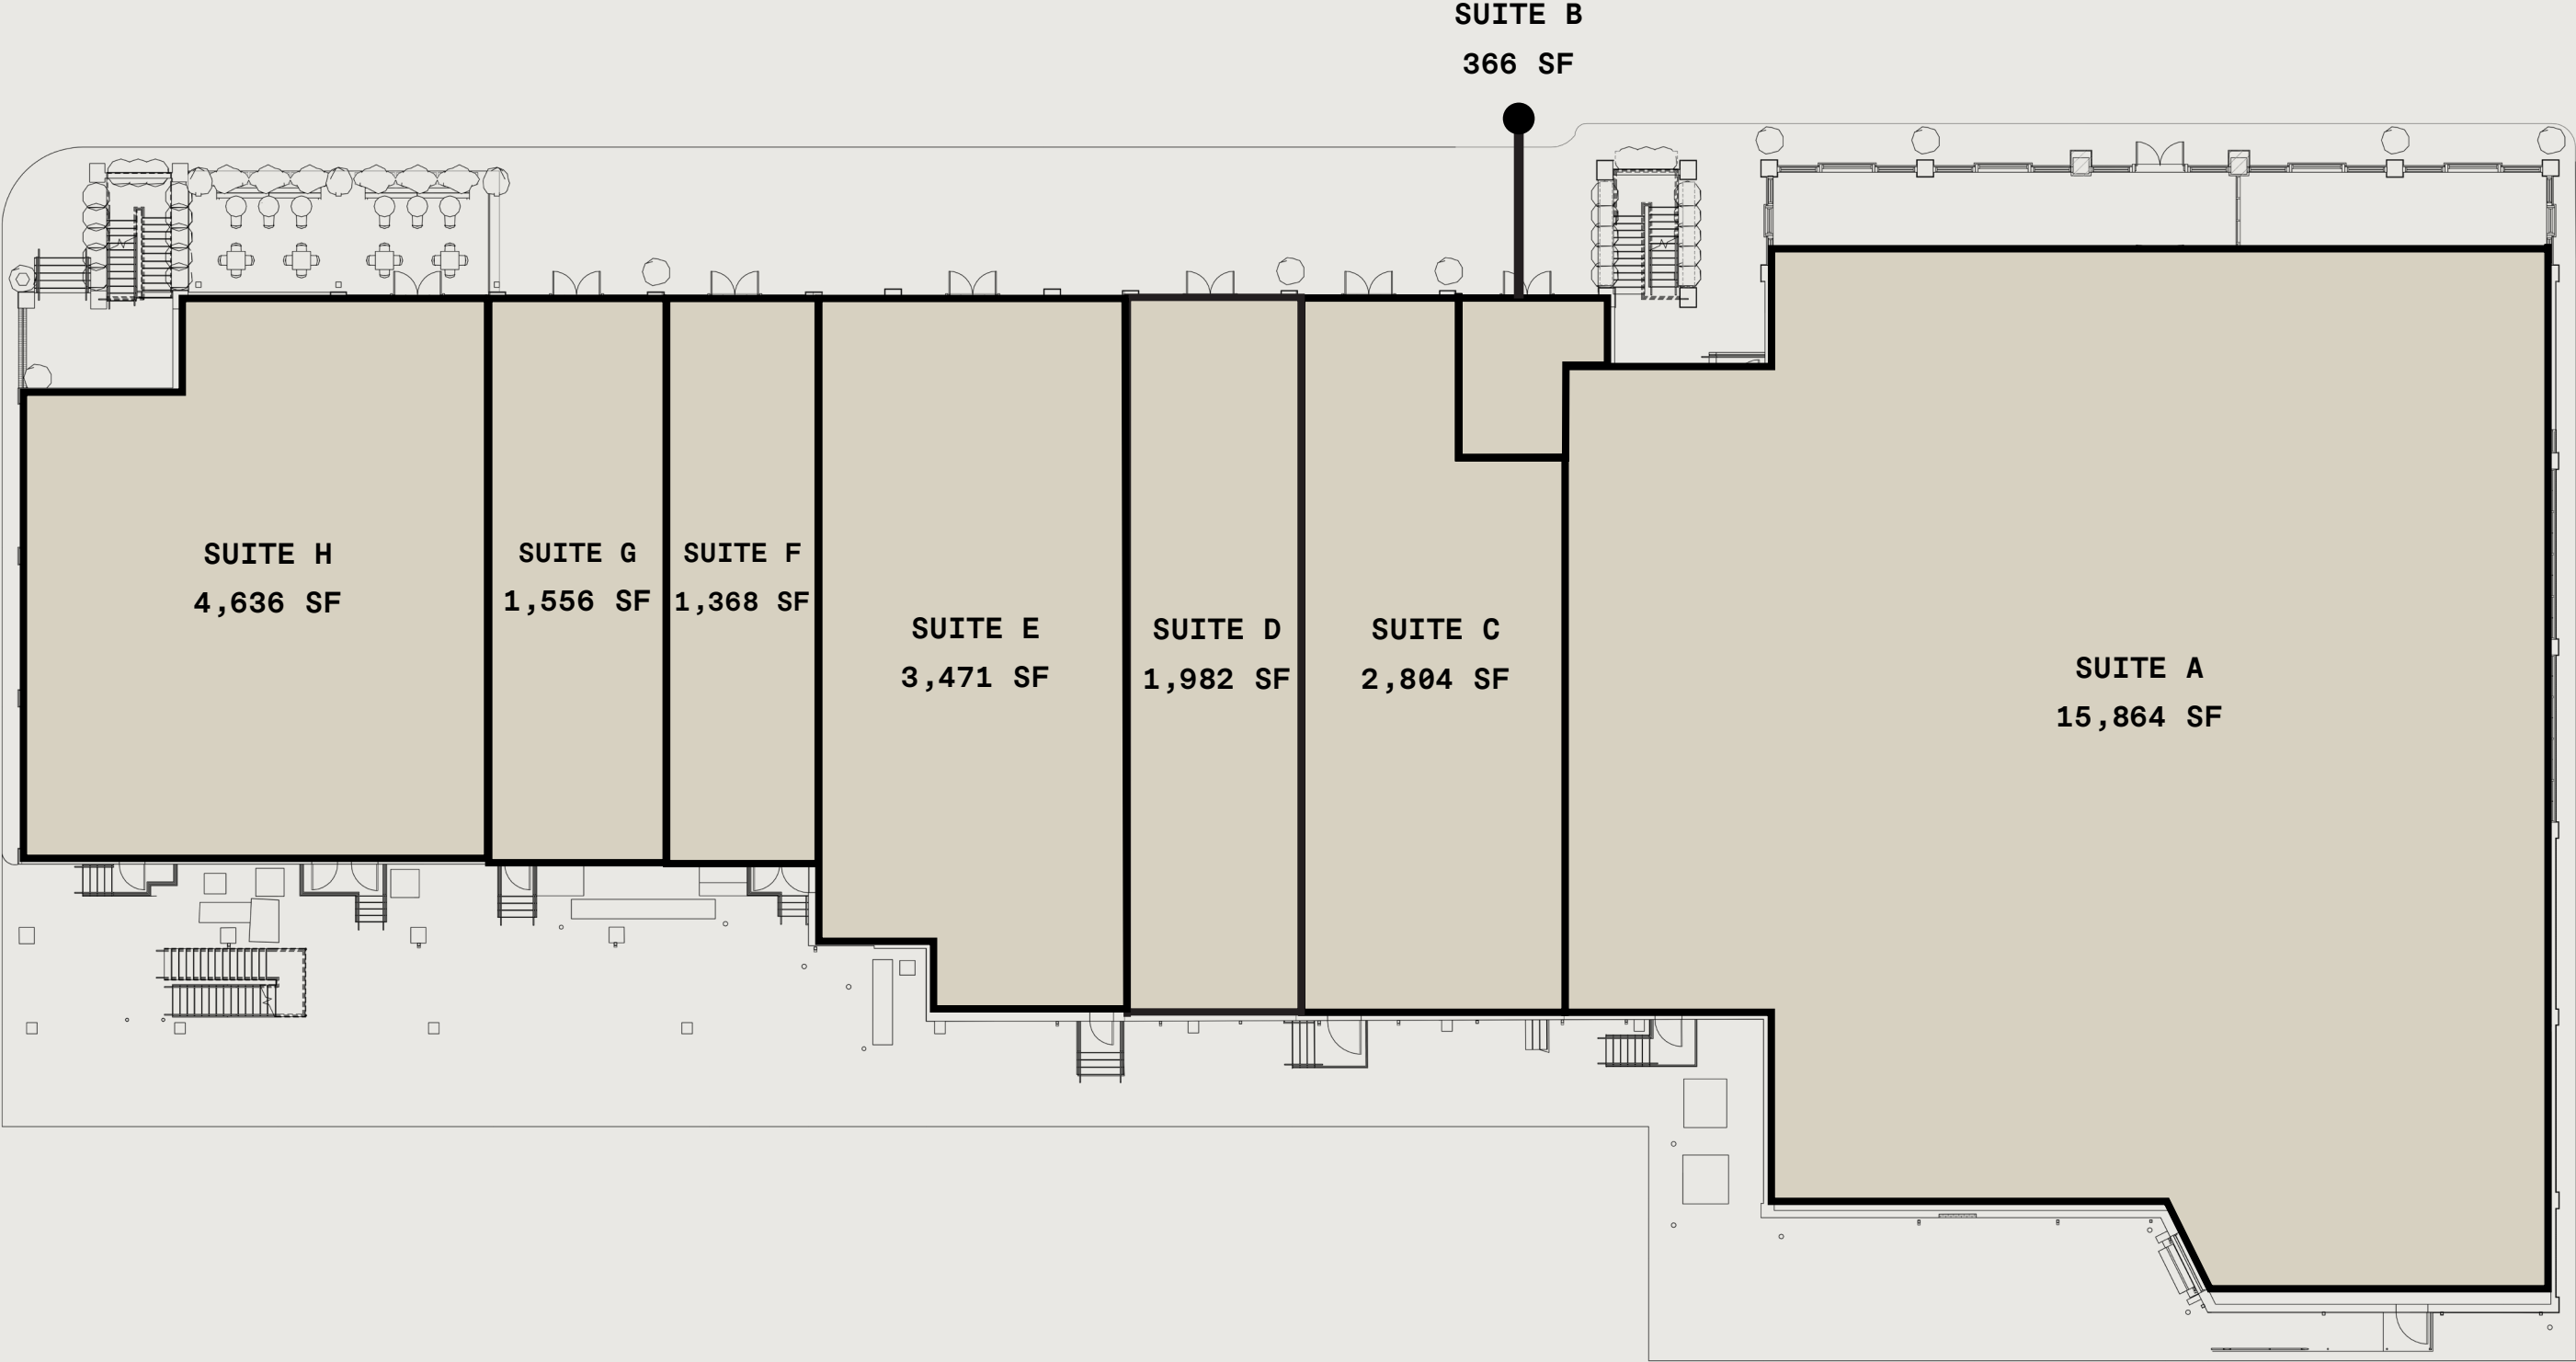 SUITE B
366 SF
SUITE H
4,636 SF
SUITE G
1,556 SF
SUITE F
1,368 SF
SUITE E
3,471 SF
SUITE D
1,982 SF
SUITE C
2,804 SF
SUITE A
15,864 SF